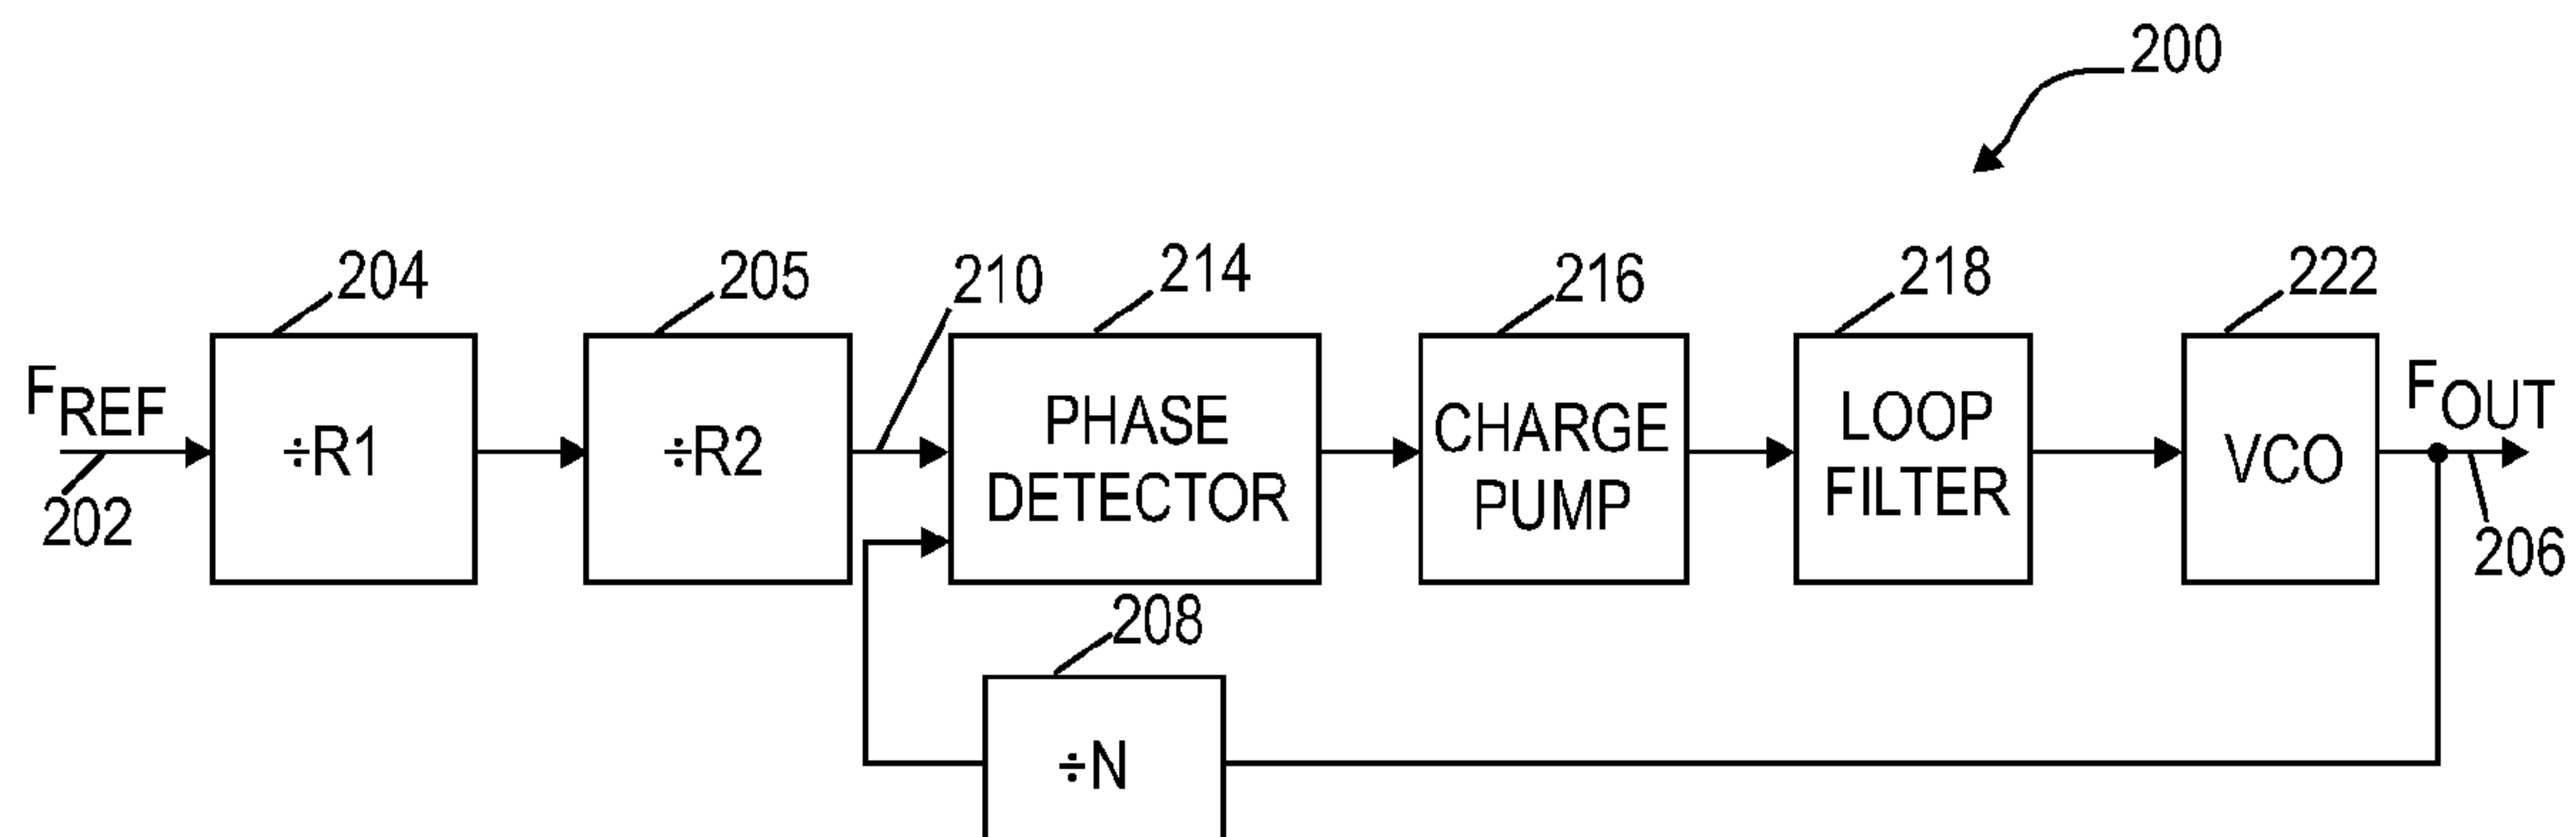 200
204
205
210
214
216
218
222
FREF
÷R1
÷R2
PHASE
DETECTOR
CHARGE
PUMP
LOOP
FILTER
VCO
FOUT
202
206
208
÷N